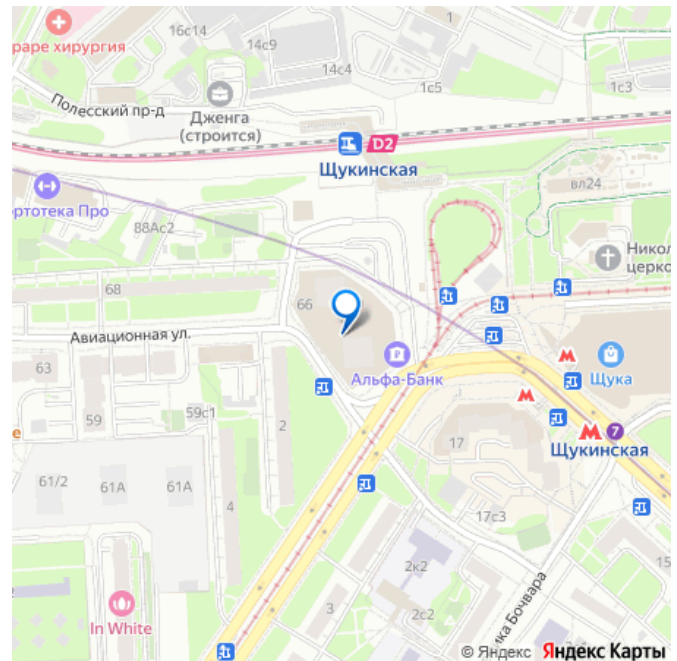 16с14
14с9
1
раре хирургия
14с4
1с5
1с3
Полесский пр-д
Дженга
(строится)
D2
Щукинская
вл24
ортотека Про
88Ас2
Никол
церко
68
66
Авиационная ул.
Альфа-Банк
М
Щука
63
59
59с1
2
М
17
М
7
Щукинская
е
61/2
61А
61А
4
17с3
15
2к2
ка Бочвара
In White
3
2с2
© Яндекс Яндекс Карты